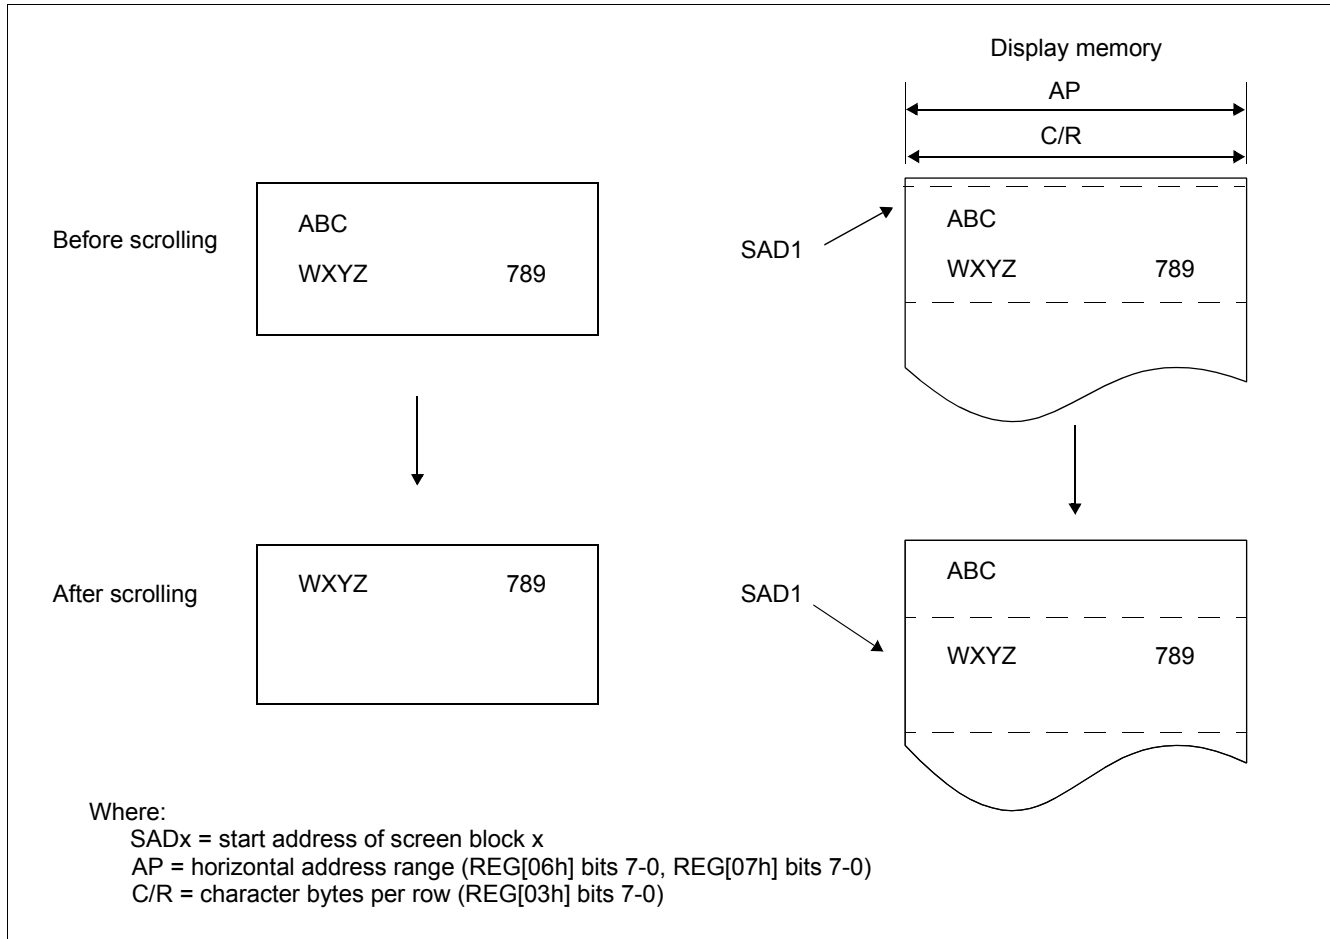 Display memory
AP
C/R
Before scrolling
ABC
WXYZ 789
SAD1
ABC
WXYZ 789
After scrolling
WXYZ 789
SAD1
ABC
WXYZ 789
Where:
SADx = start address of screen block x
AP = horizontal address range (REG[06h] bits 7-0, REG[07h] bits 7-0)
C/R = character bytes per row (REG[03h] bits 7-0)